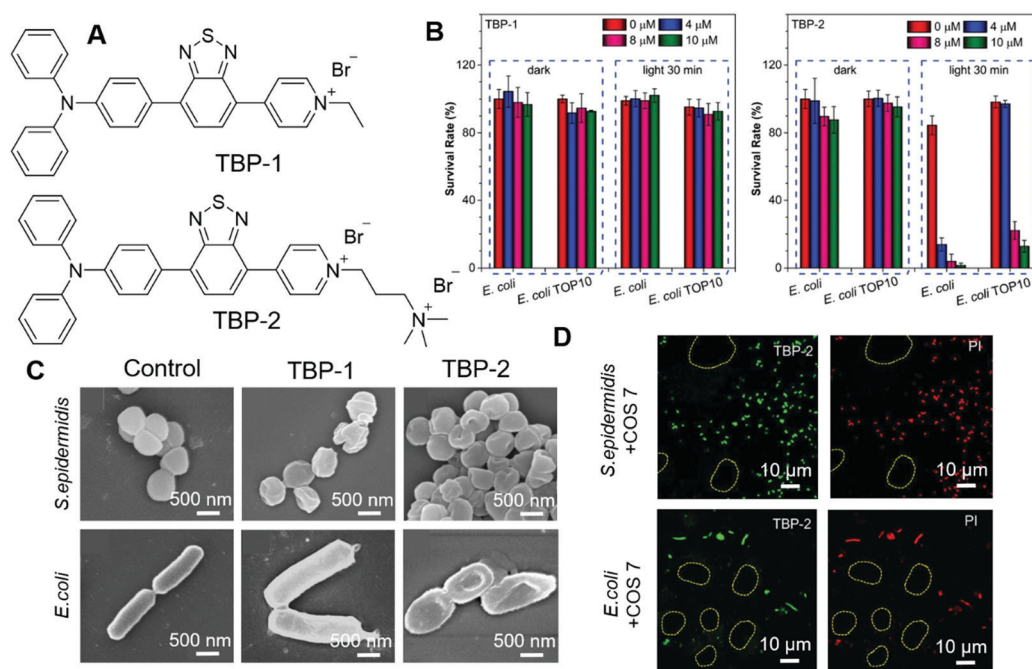 A
S
N
N
N
N+
Br−
TBP-1
S
N
N
N
N+
Br−
N+
Br−
TBP-2
B
TBP-1
0 μM 4 μM
8 μM 10 μM
dark
light 30 min
Survival Rate (%)
120
80
40
0
E. coli
E. coli TOP10
E. coli
E. coli TOP10
TBP-2
0 μM 4 μM
8 μM 10 μM
dark
light 30 min
Survival Rate (%)
120
80
40
0
E. coli
E. coli TOP10
E. coli
E. coli TOP10
C
Control TBP-1 TBP-2
S.epidermidis
500 nm
500 nm
500 nm
E.coli
500 nm
500 nm
500 nm
D
S.epidermidis
+COS 7
TBP-2
10 μm
PI
10 μm
E.coli
+COS 7
TBP-2
10 μm
PI
10 μm